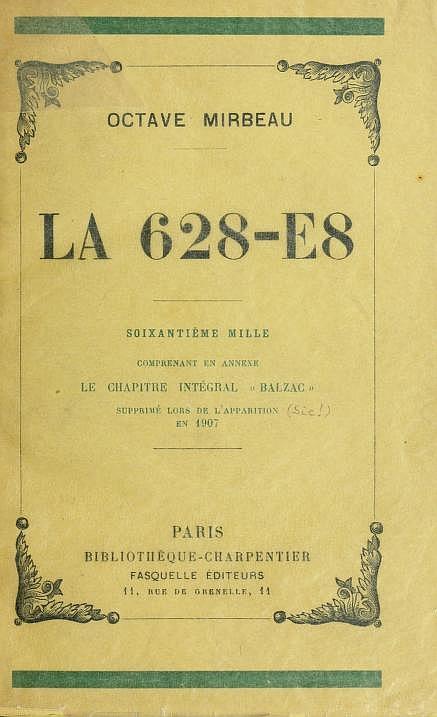 OCTAVE MIRBEAU
LA 628-E8
SOIXANTIÈME MILLE
COMPRENANT EN ANNEXE
LE CHAPITRE INTÉGRAL « BALZAC »
SUPPRIMÉ LORS DE L'APPARITION (Sic!)
EN 1907
PARIS
BIBLIOTHÈQUE-CHARPENTIER
FASQUELLE ÉDITEURS
11, RUE DE GRENELLE, 11